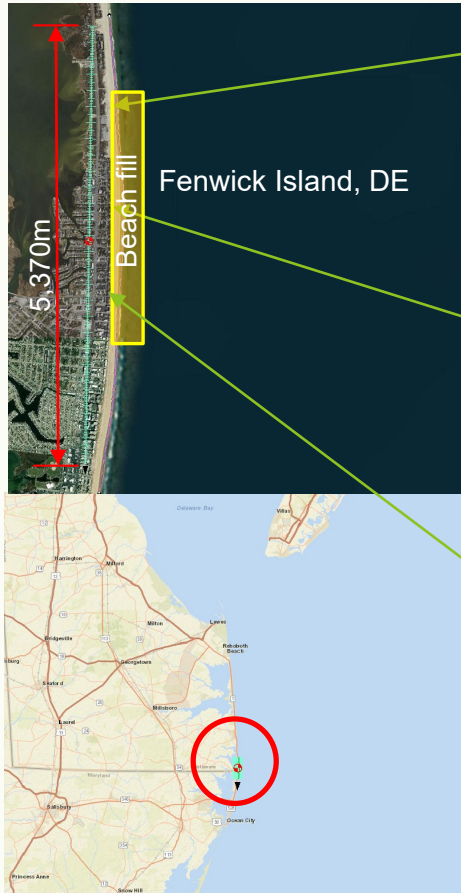 5,370m
Beach fill
Fenwick Island, DE
Delaware Bay
Villas
Harrington
Milford
Milton
Lewes
Bridgeville
Rehoboth
Beach
Georgetown
Seaford
Millsboro
Laurel
Maryland
Salisbury
Ocean City
Princess Anne
Snow Hill